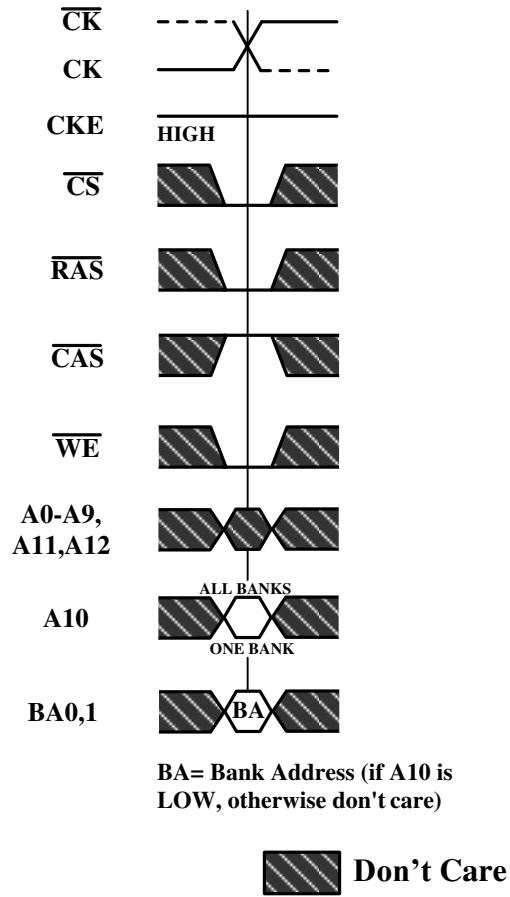 CK
CK
CKE
HIGH
CS
RAS
CAS
WE
A0-A9,
A11,A12
ALL BANKS
A10
ONE BANK
BA0,1
BA
BA= Bank Address (if A10 is
LOW, otherwise don't care)
Don't Care